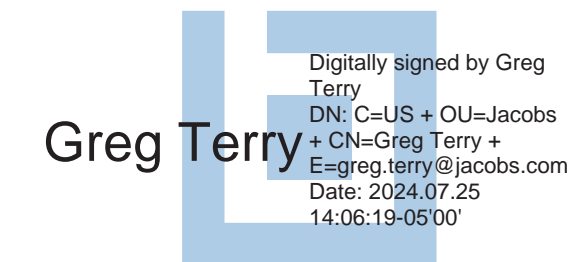 Greg Terry
Digitally signed by Greg
Terry
DN: C=US + OU=Jacobs
+ CN=Greg Terry +
E=greg.terry@jacobs.com
Date: 2024.07.25
14:06:19-05'00'